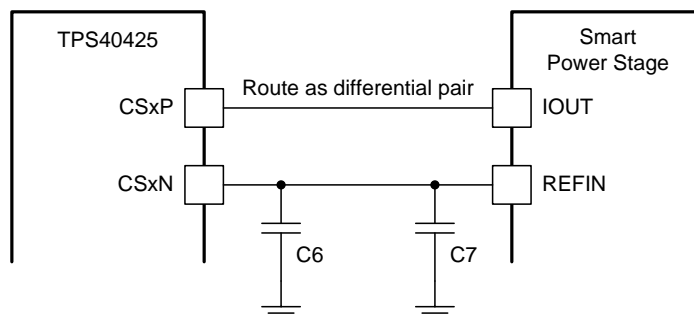 TPS40425
Smart
Power Stage
Route as differential pair
CSxP
IOUT
CSxN
REFIN
C6
C7